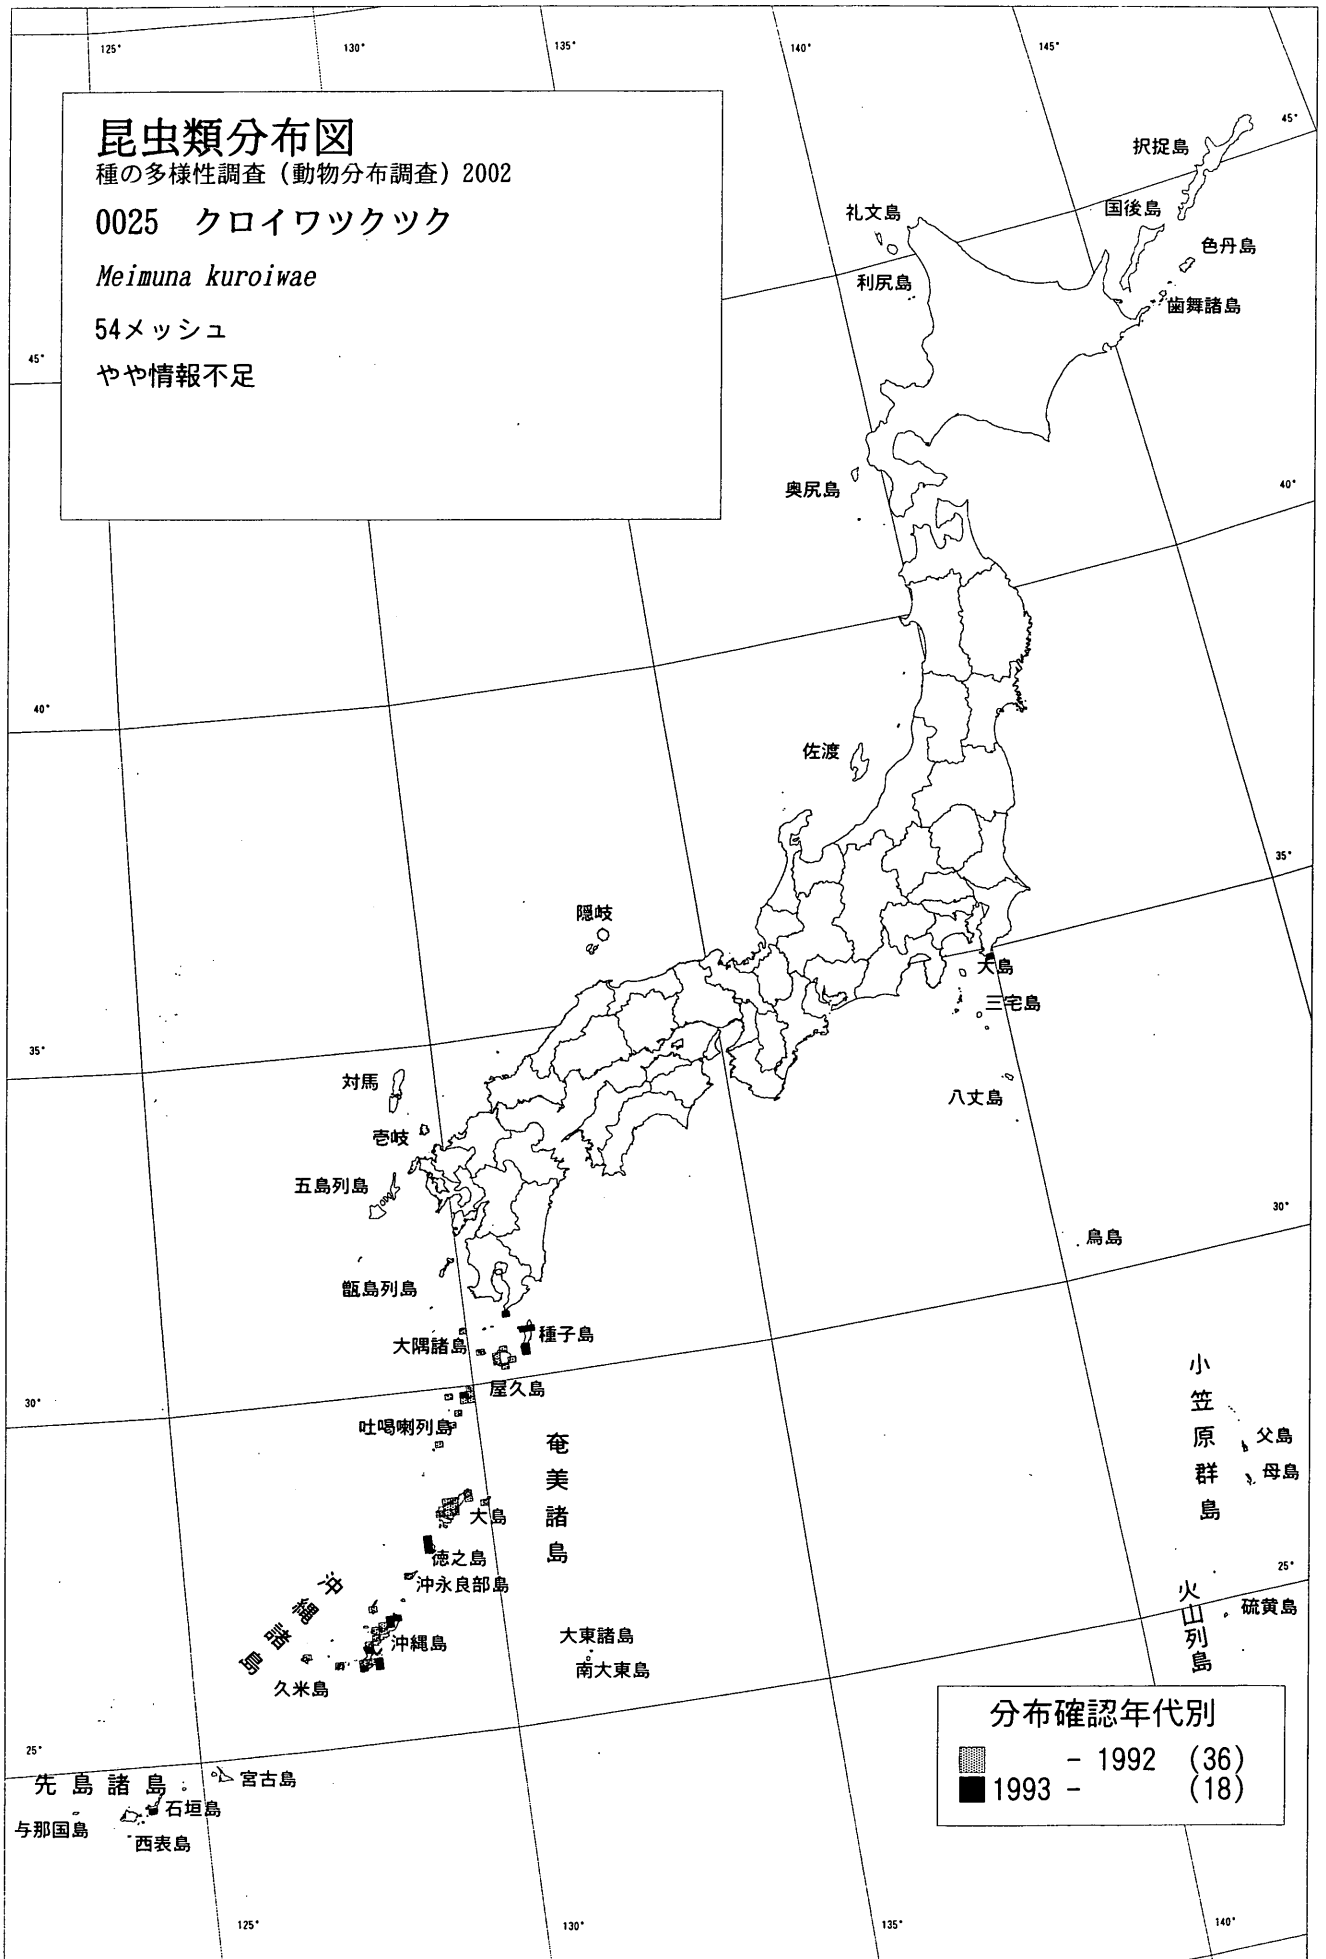 125°
130°
135°
140°
145°
昆虫類分布図
種の多様性調査（動物分布調査）2002
0025　クロイワツクツク
Meimuna kuroiwae
54メッシュ
やや情報不足
45°
択捉島
国後島
礼文島
色丹島
利尻島
歯舞諸島
45°
奥尻島
40°
40°
佐渡
35°
隠岐
大島
三宅島
35°
対馬
八丈島
壱岐
五島列島
30°
鳥島
甑島列島
種子島
大隅諸島
屋久島
30°
吐喝喇列島
奄美諸島
小笠原群島
父島
母島
大島
徳之島
沖永良部島
25°
沖縄諸島
火山列島
硫黄島
大東諸島
沖縄島
南大東島
久米島
分布確認年代別
- 1992 (36)
1993 - (18)
25°
先島諸島
宮古島
石垣島
与那国島
西表島
125°
130°
135°
140°